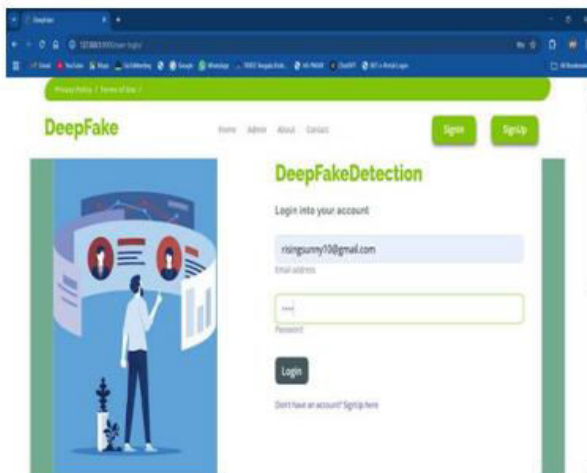 Deepfake
Privacy Policy / Terms of Use /
DeepFake
Home Admin About Contact
SignIn SignUp
DeepFakeDetection
Login into your account
risingsunny10@gmail.com
Email address
Password
Login
Don't have an account? SignUp here